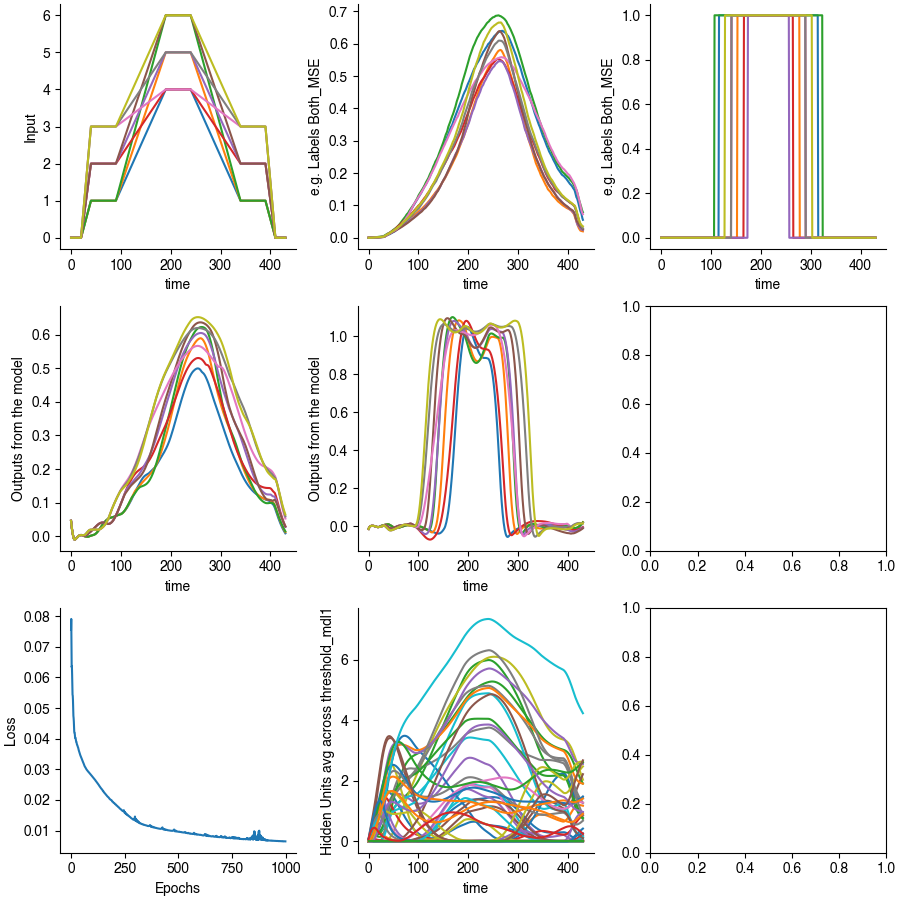 6
5
4
3
2
1
0
Input
0 100 200 300 400
time
0.7
0.6
0.5
0.4
0.3
0.2
0.1
0.0
e.g. Labels Both_MSE
0 100 200 300 400
time
1.0
0.8
0.6
0.4
0.2
0.0
e.g. Labels Both_MSE
0 100 200 300 400
time
0.6
0.5
0.4
0.3
0.2
0.1
0.0
Outputs from the model
0 100 200 300 400
time
1.0
0.8
0.6
0.4
0.2
0.0
Outputs from the model
0 100 200 300 400
time
1.0
0.8
0.6
0.4
0.2
0.0
0.0 0.2 0.4 0.6 0.8 1.0
0.08
0.07
0.06
0.05
0.04
0.03
0.02
0.01
Loss
0 250 500 750 1000
Epochs
6
4
2
0
Hidden Units avg across threshold_mdl1
0 100 200 300 400
time
1.0
0.8
0.6
0.4
0.2
0.0
0.0 0.2 0.4 0.6 0.8 1.0